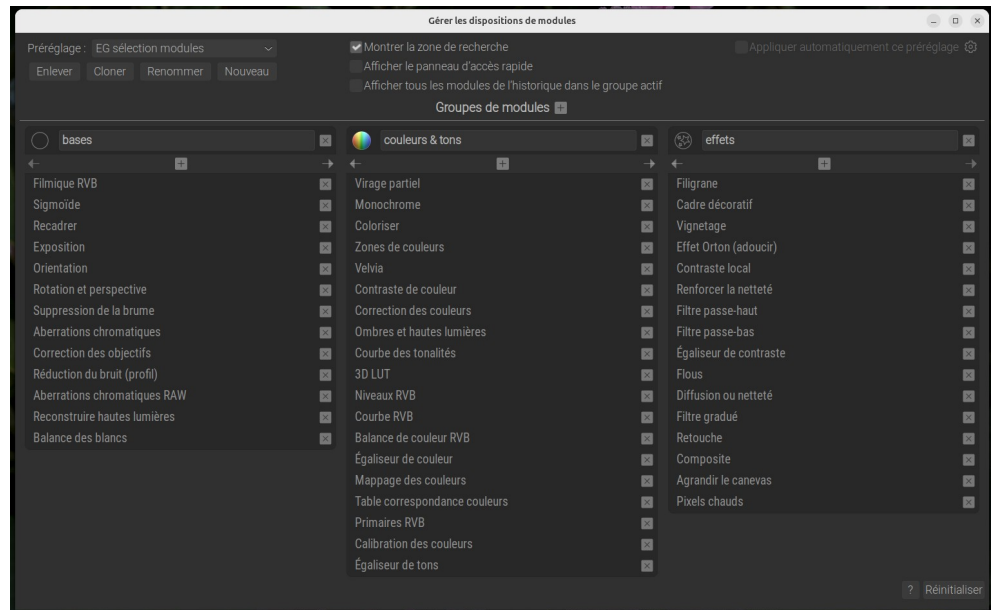 Gérer les dispositions de modules
Préréglage : EG sélection modules
Enlever Cloner Renommer Nouveau
Montrer la zone de recherche
Afficher le panneau d'accès rapide
Afficher tous les modules de l'historique dans le groupe actif
Appliquer automatiquement ce préréglage
Groupes de modules
bases
Filmique RVB
Sigmoïde
Recadrer
Exposition
Orientation
Rotation et perspective
Suppression de la brume
Aberrations chromatiques
Correction des objectifs
Réduction du bruit (profil)
Aberrations chromatiques RAW
Reconstruire hautes lumières
Balance des blancs
couleurs & tons
Virage partiel
Monochrome
Coloriser
Zones de couleurs
Velvia
Contraste de couleur
Correction des couleurs
Ombres et hautes lumières
Courbe des tonalités
3D LUT
Niveaux RVB
Courbe RVB
Balance de couleur RVB
Égaliseur de couleur
Mappage des couleurs
Table correspondance couleurs
Primaires RVB
Calibration des couleurs
Égaliseur de tons
effets
Filigrane
Cadre décoratif
Vignetage
Effet Orton (adoucir)
Contraste local
Renforcer la netteté
Filtre passe-haut
Filtre passe-bas
Égaliseur de contraste
Flous
Diffusion ou netteté
Filtre gradué
Retouche
Composite
Agrandir le canevas
Pixels chauds
? Réinitialiser